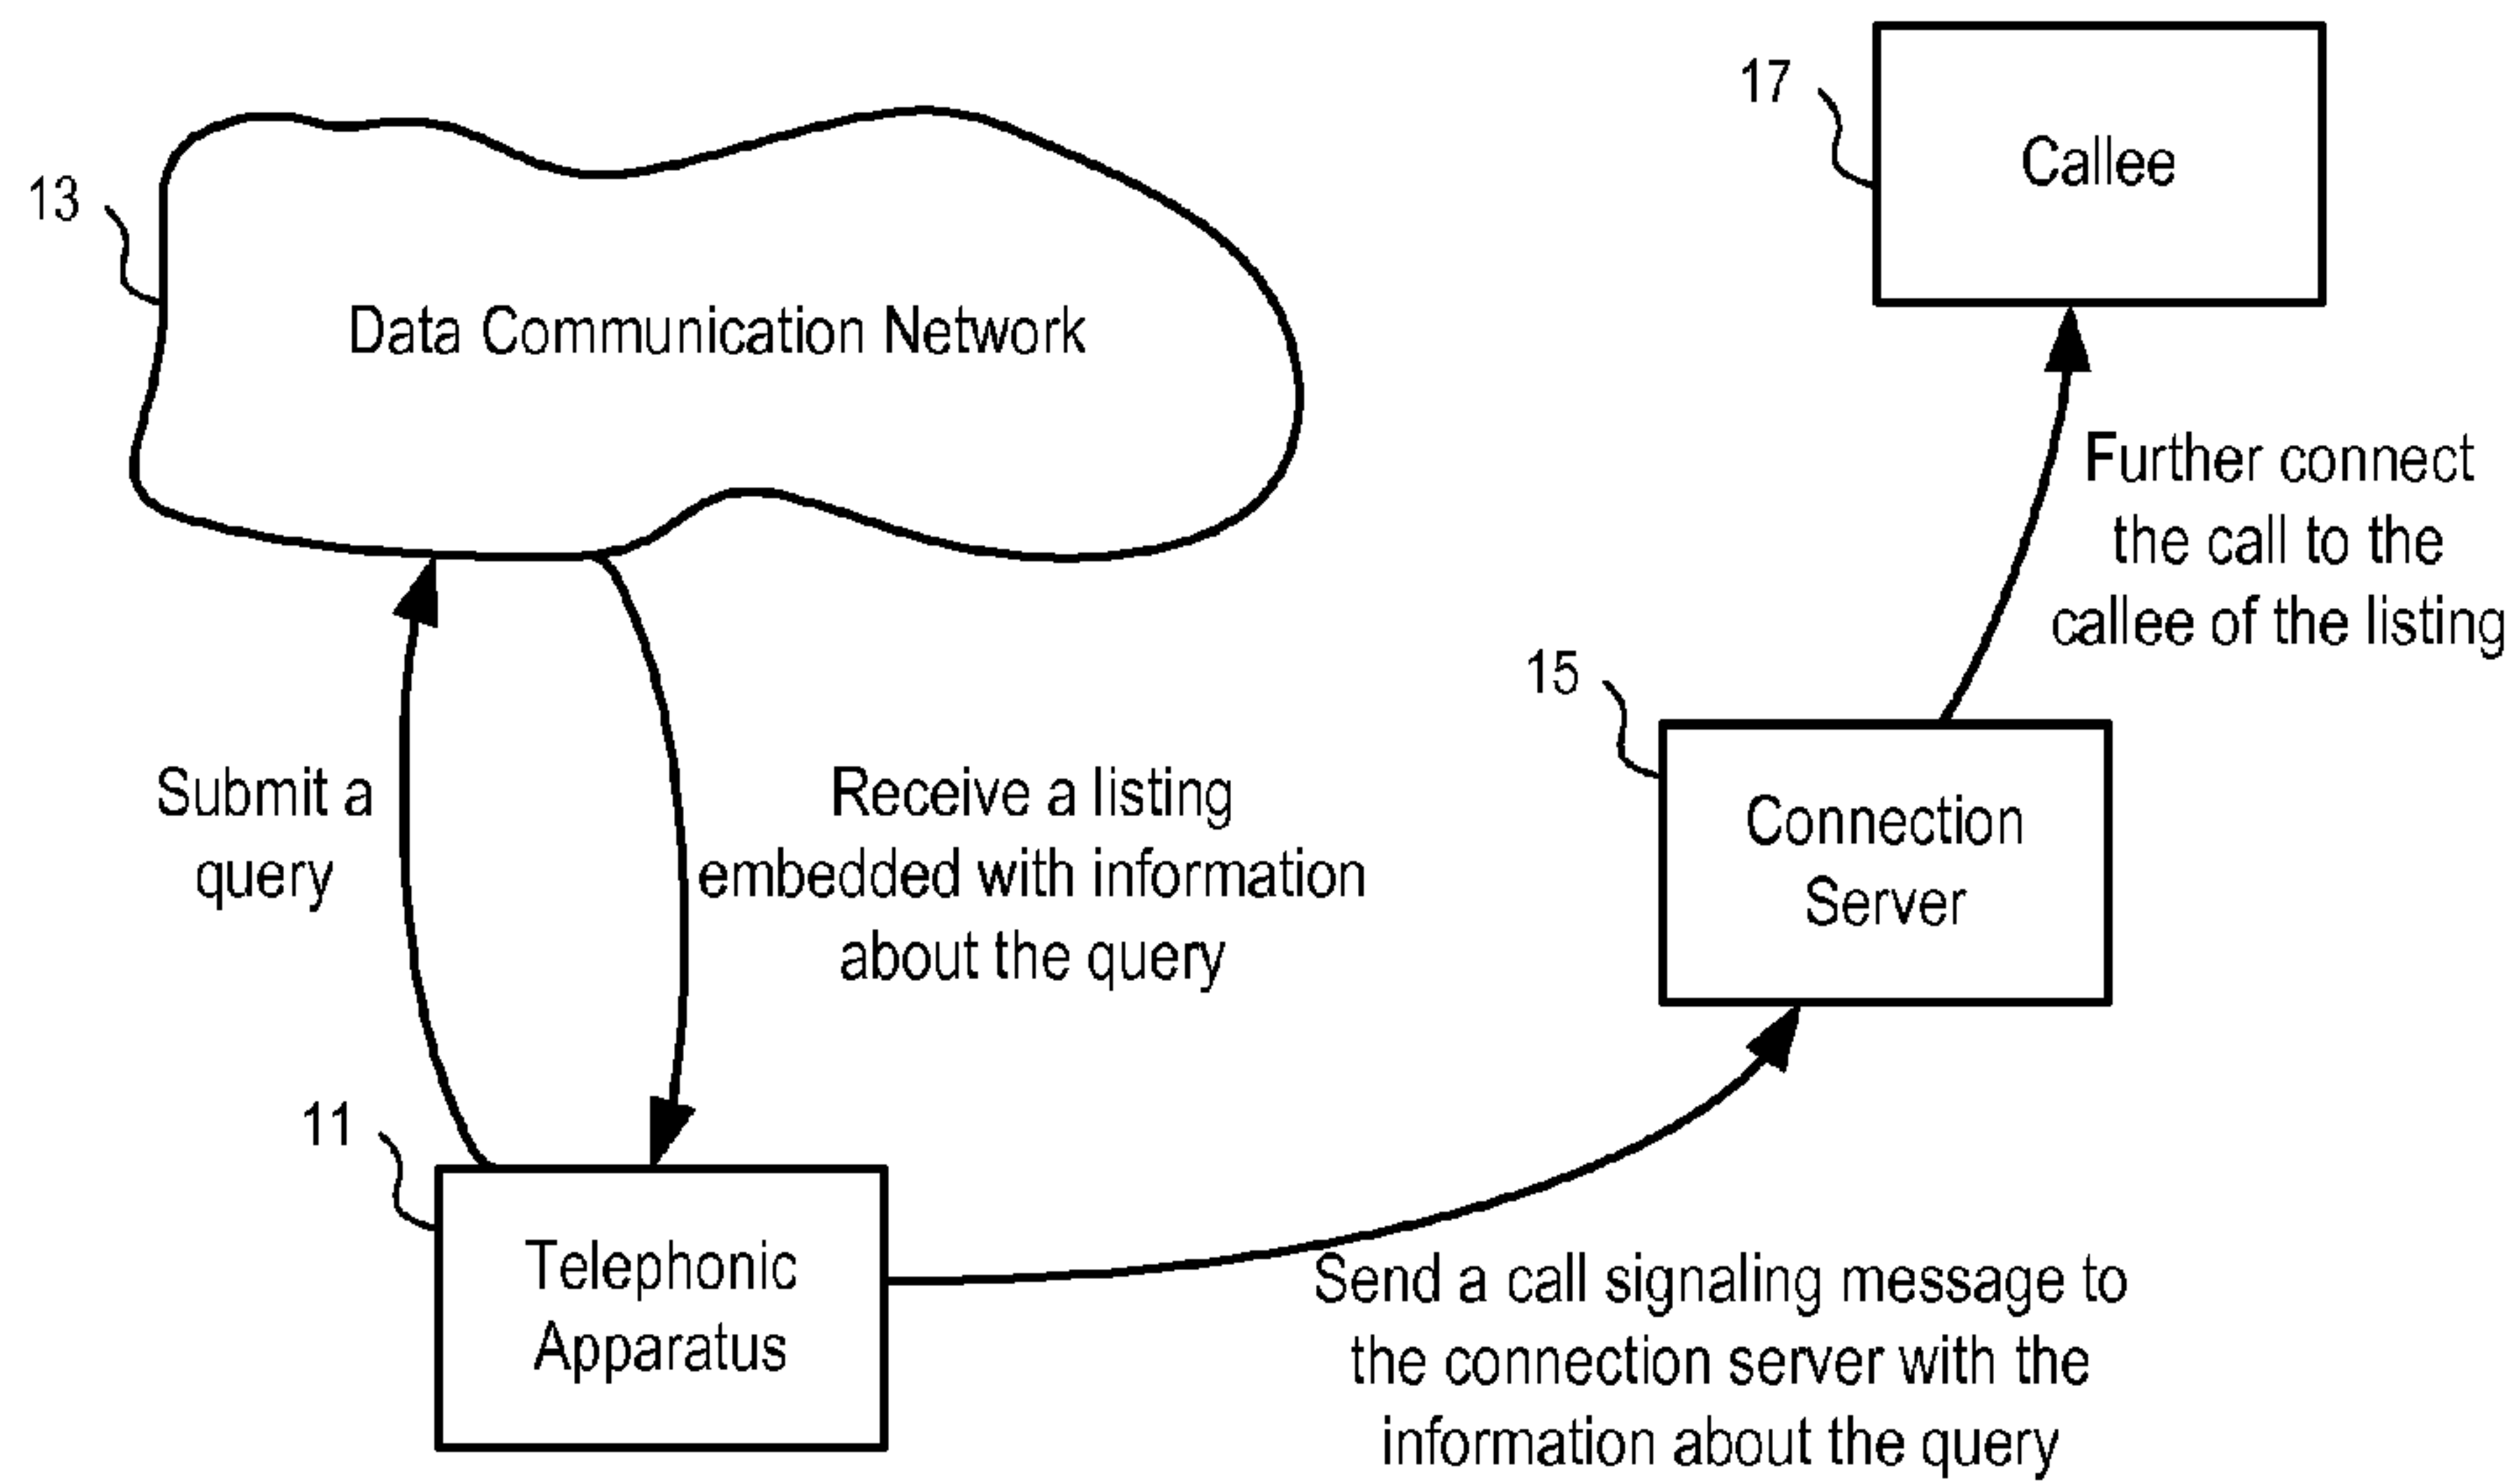 17
Callee
13
Data Communication Network
Further connect
the call to the
callee of the listing
15
Connection
Server
Submit a
query
Receive a listing
embedded with information
about the query
11
Telephonic
Apparatus
Send a call signaling message to
the connection server with the
information about the query